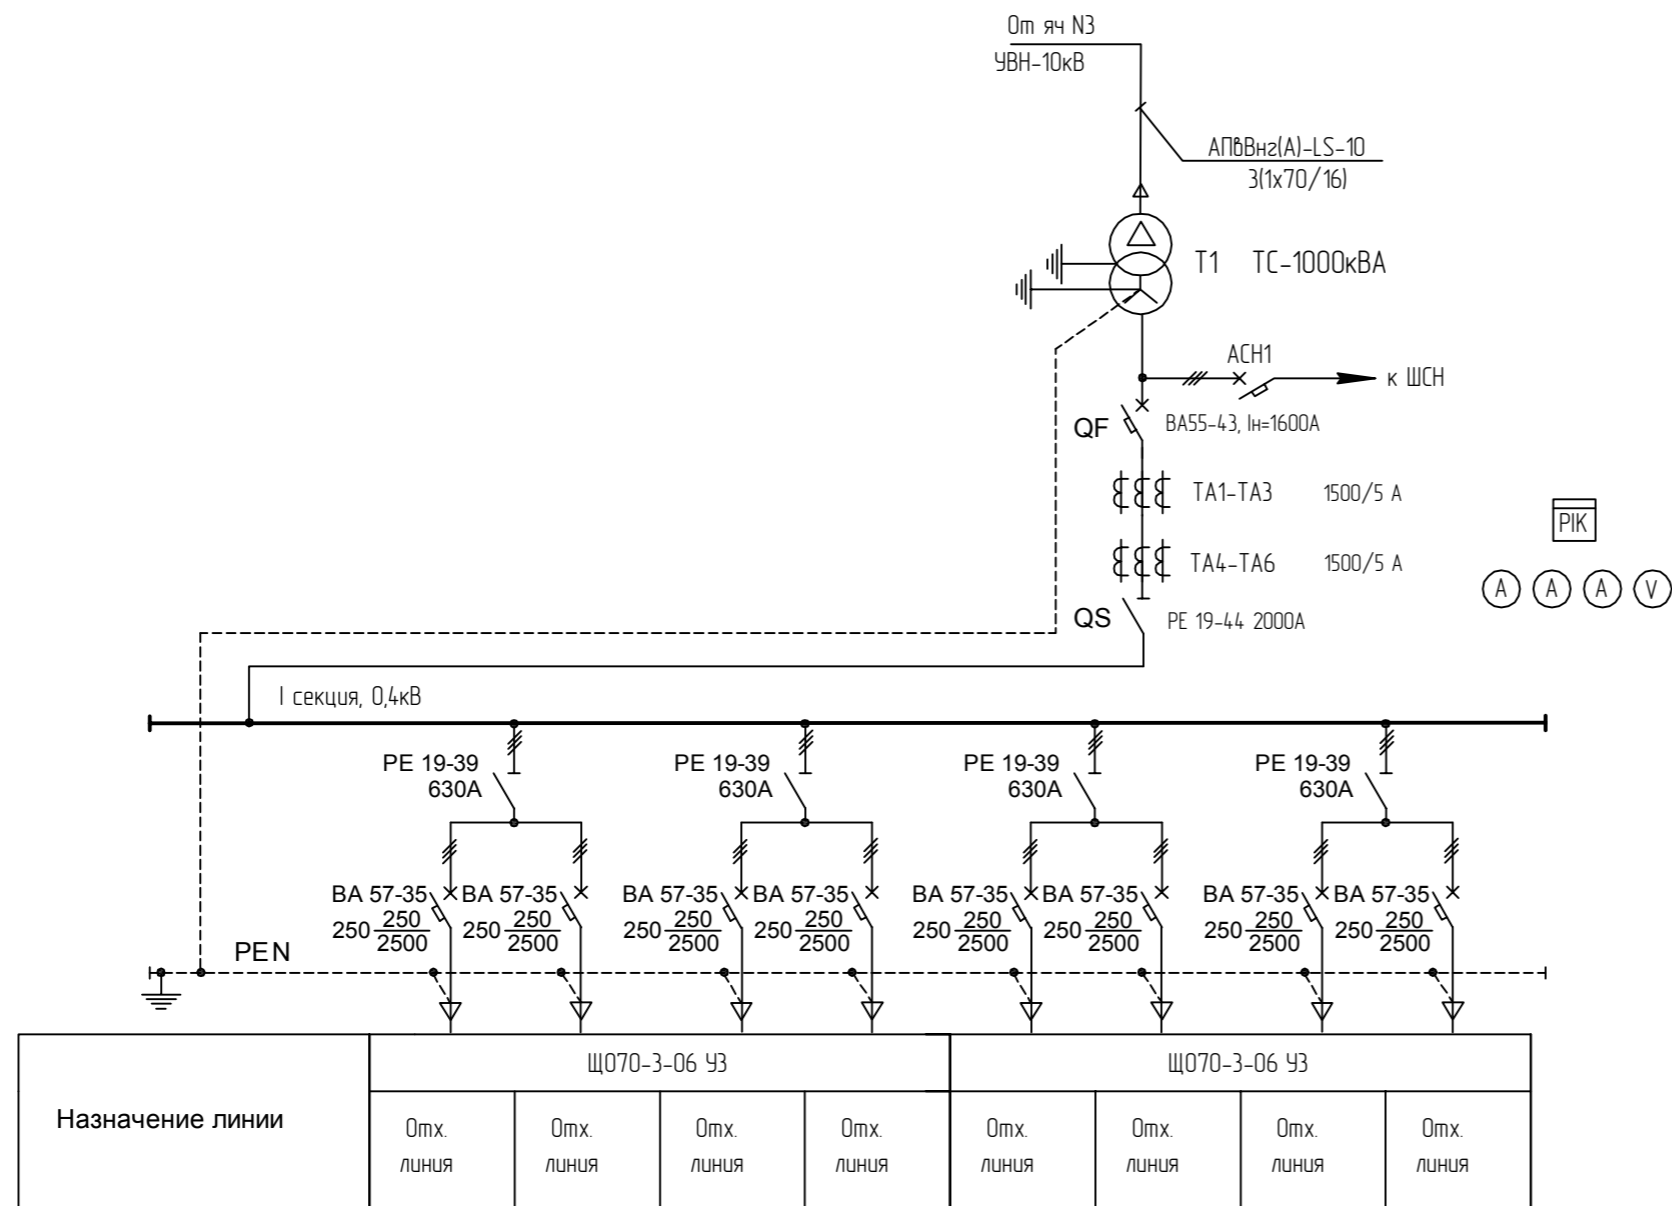 От яч N3
УВН-10кВ
АПвВнг(А)-LS-10
3(1х70/16)
Т1 ТС-1000кВА
АСН1
к ШСН
QF ВА55-43, Iн=1600А
ТА1-ТА3 1500/5 А
PIK
ТА4-ТА6 1500/5 А
А А А V
QS РЕ 19-44 2000А
I секция, 0,4кВ
РЕ 19-39 РЕ 19-39 РЕ 19-39 РЕ 19-39
630А 630А 630А 630А
ВА 57-35 ВА 57-35 ВА 57-35 ВА 57-35 ВА 57-35 ВА 57-35 ВА 57-35 ВА 57-35
250 250/2500 250 250/2500 250 250/2500 250 250/2500 250 250/2500 250 250/2500 250 250/2500 250 250/2500
PEN
ЩО70-3-06 У3 ЩО70-3-06 У3
Назначение линии
Отх. Отх. Отх. Отх. Отх. Отх. Отх. Отх.
линия линия линия линия линия линия линия линия